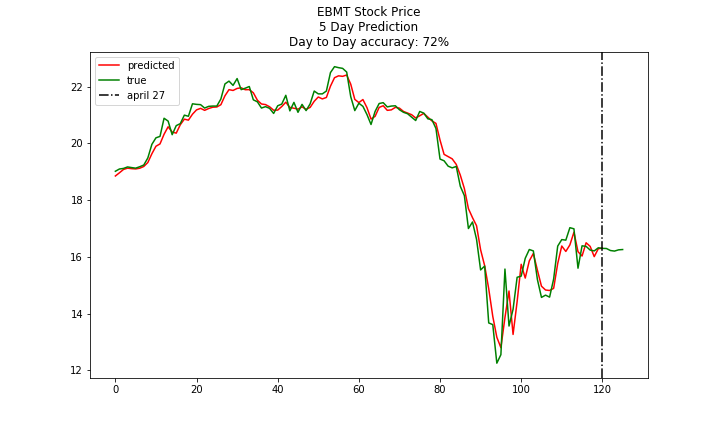 EBMT Stock Price
5 Day Prediction
Day to Day accuracy: 72%
predicted
true
april 27
22
20
18
16
14
12
0
20
40
60
80
100
120